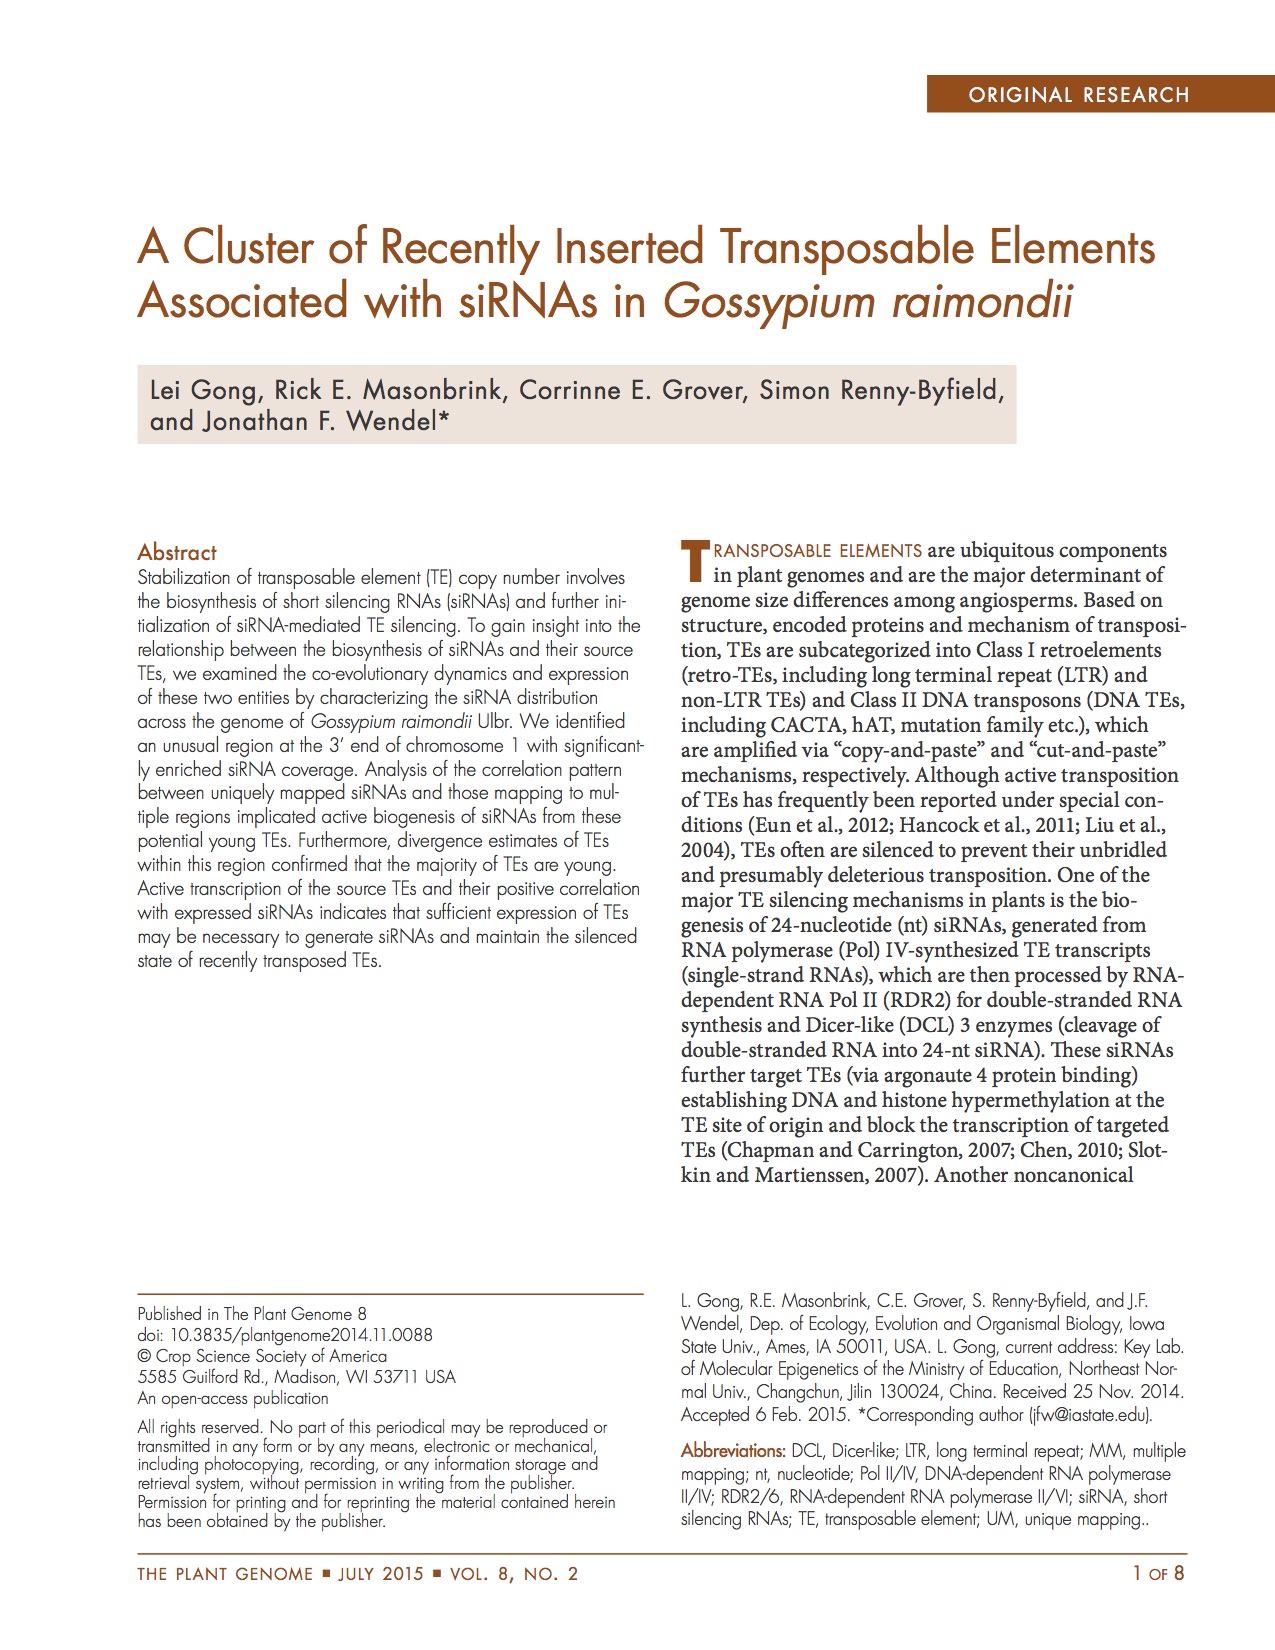 ORIGINAL RESEARCH
A Cluster of Recently Inserted Transposable Elements
Associated with siRNAs in Gossypium raimondii
Lei Gong, Rick E. Masonbrink, Corrinne E. Grover, Simon Renny-Byfield,
and Jonathan F. Wendel*
Abstract
Stabilization of transposable element (TE) copy number involves
the biosynthesis of short silencing RNAs (siRNAs) and further ini-
tialization of siRNA-mediated TE silencing. To gain insight into the
relationship between the biosynthesis of siRNAs and their source
TEs, we examined the co-evolutionary dynamics and expression
of these two entities by characterizing the siRNA distribution
across the genome of Gossypium raimondii Ulbr. We identified
an unusual region at the 3′ end of chromosome 1 with significant-
ly enriched siRNA coverage. Analysis of the correlation pattern
between uniquely mapped siRNAs and those mapping to mul-
tiple regions implicated active biogenesis of siRNAs from these
potential young TEs. Furthermore, divergence estimates of TEs
within this region confirmed that the majority of TEs are young.
Active transcription of the source TEs and their positive correlation
with expressed siRNAs indicates that sufficient expression of TEs
may be necessary to generate siRNAs and maintain the silenced
state of recently transposed TEs.
TRANSPOSABLE ELEMENTS are ubiquitous components
in plant genomes and are the major determinant of
genome size differences among angiosperms. Based on
structure, encoded proteins and mechanism of transposi-
tion, TEs are subcategorized into Class I retroelements
(retro-TEs, including long terminal repeat (LTR) and
non-LTR TEs) and Class II DNA transposons (DNA TEs,
including CACTA, hAT, mutation family etc.), which
are amplified via “copy-and-paste” and “cut-and-paste”
mechanisms, respectively. Although active transposition
of TEs has frequently been reported under special con-
ditions (Eun et al., 2012; Hancock et al., 2011; Liu et al.,
2004), TEs often are silenced to prevent their unbridled
and presumably deleterious transposition. One of the
major TE silencing mechanisms in plants is the bio-
genesis of 24-nucleotide (nt) siRNAs, generated from
RNA polymerase (Pol) IV-synthesized TE transcripts
(single-strand RNAs), which are then processed by RNA-
dependent RNA Pol II (RDR2) for double-stranded RNA
synthesis and Dicer-like (DCL) 3 enzymes (cleavage of
double-stranded RNA into 24-nt siRNA). These siRNAs
further target TEs (via argonaute 4 protein binding)
establishing DNA and histone hypermethylation at the
TE site of origin and block the transcription of targeted
TEs (Chapman and Carrington, 2007; Chen, 2010; Slot-
kin and Martienssen, 2007). Another noncanonical
Published in The Plant Genome 8
doi: 10.3835/plantgenome2014.11.0088
© Crop Science Society of America
5585 Guilford Rd., Madison, WI 53711 USA
An open-access publication
All rights reserved. No part of this periodical may be reproduced or
transmitted in any form or by any means, electronic or mechanical,
including photocopying, recording, or any information storage and
retrieval system, without permission in writing from the publisher.
Permission for printing and for reprinting the material contained herein
has been obtained by the publisher.
L. Gong, R.E. Masonbrink, C.E. Grover, S. Renny-Byfield, and J.F.
Wendel, Dep. of Ecology, Evolution and Organismal Biology, Iowa
State Univ., Ames, IA 50011, USA. L. Gong, current address: Key Lab.
of Molecular Epigenetics of the Ministry of Education, Northeast Nor-
mal Univ., Changchun, Jilin 130024, China. Received 25 Nov. 2014.
Accepted 6 Feb. 2015. *Corresponding author (jfw@iastate.edu).
Abbreviations: DCL, Dicer-like; LTR, long terminal repeat; MM, multiple
mapping; nt, nucleotide; Pol II/IV, DNA-dependent RNA polymerase
II/IV; RDR2/6, RNA-dependent RNA polymerase II/VI; siRNA, short
silencing RNAs; TE, transposable element; UM, unique mapping..
THE PLANT GENOME ■ JULY 2015 ■ VOL. 8, NO. 2
1 OF 8